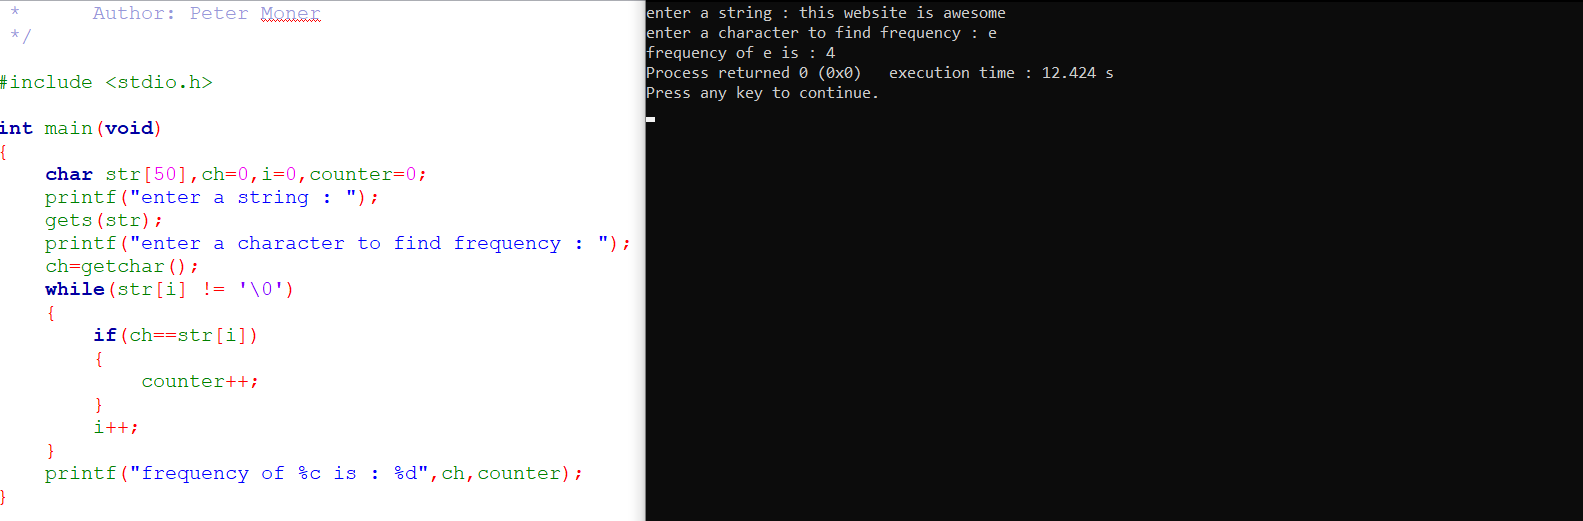 *      Author: Peter Moner
*/
#include <stdio.h>
int main(void)
{
    char str[50],ch=0,i=0,counter=0;
    printf("enter a string : ");
    gets(str);
    printf("enter a character to find frequency : ");
    ch=getchar();
    while(str[i] != '\0')
    {
        if(ch==str[i])
        {
            counter++;
        }
        i++;
    }
    printf("frequency of %c is : %d",ch,counter);
}
enter a string : this website is awesome
enter a character to find frequency : e
frequency of e is : 4
Process returned 0 (0x0)   execution time : 12.424 s
Press any key to continue.